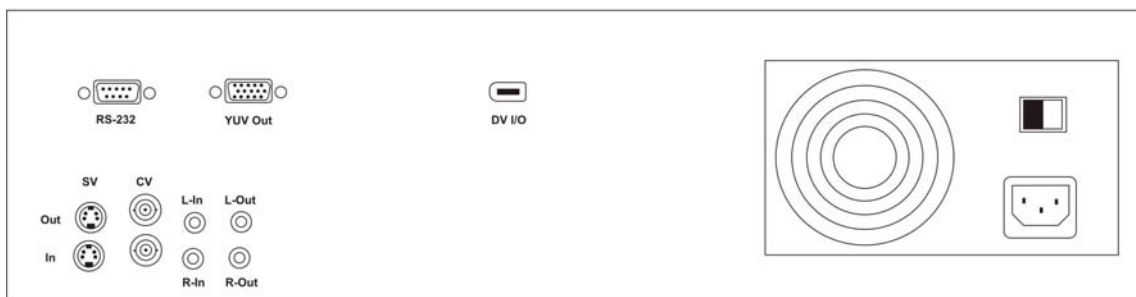 RS-232 YUV Out DV I/O
SV CV
L-In L-Out
Out
In
R-In R-Out